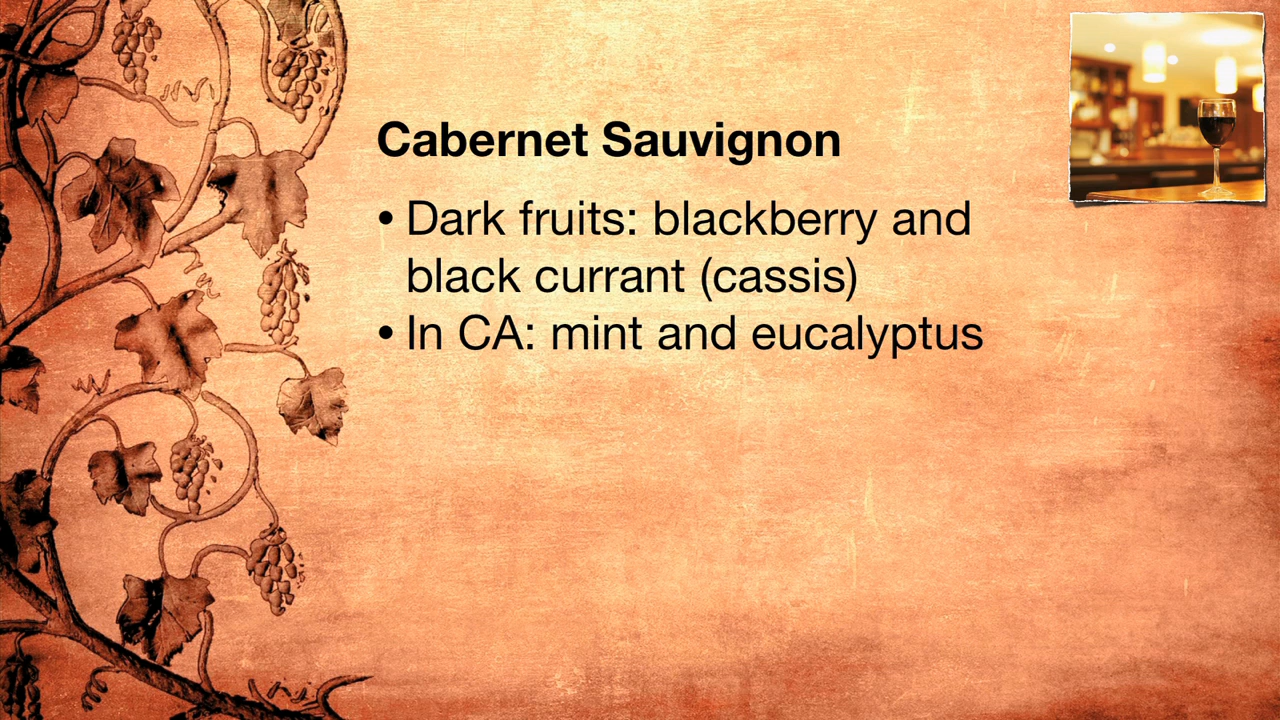 Cabernet Sauvignon
• Dark fruits: blackberry and
black currant (cassis)
• In CA: mint and eucalyptus